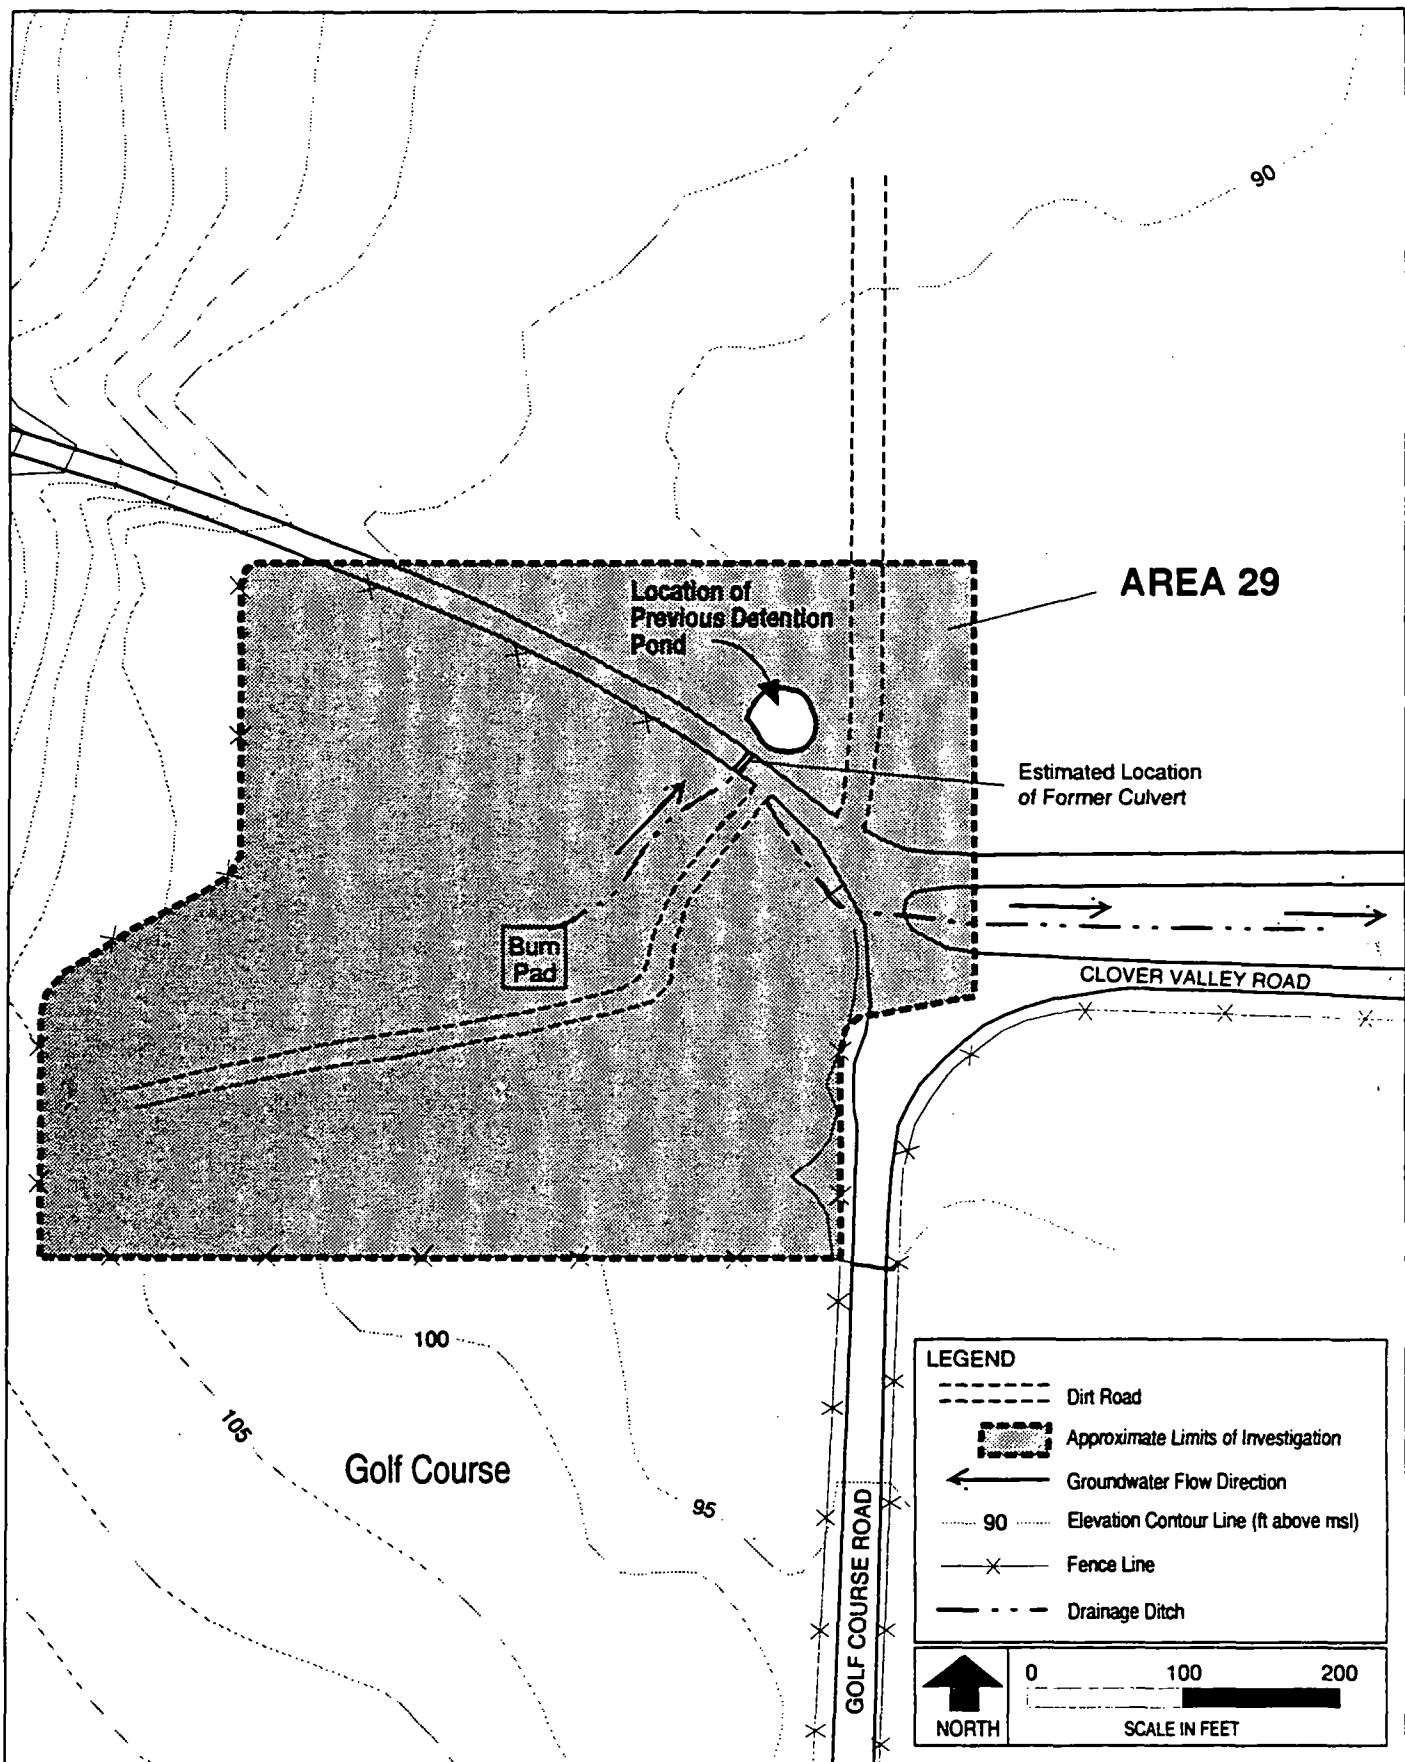 90
AREA 29
Location of
Previous Detention
Pond
Estimated Location
of Former Culvert
Burn
Pad
CLOVER VALLEY ROAD
100
105
Golf Course
95
GOLF COURSE ROAD
LEGEND
Dirt Road
Approximate Limits of Investigation
Groundwater Flow Direction
90 Elevation Contour Line (ft above msl)
Fence Line
Drainage Ditch
NORTH
0 100 200
SCALE IN FEET